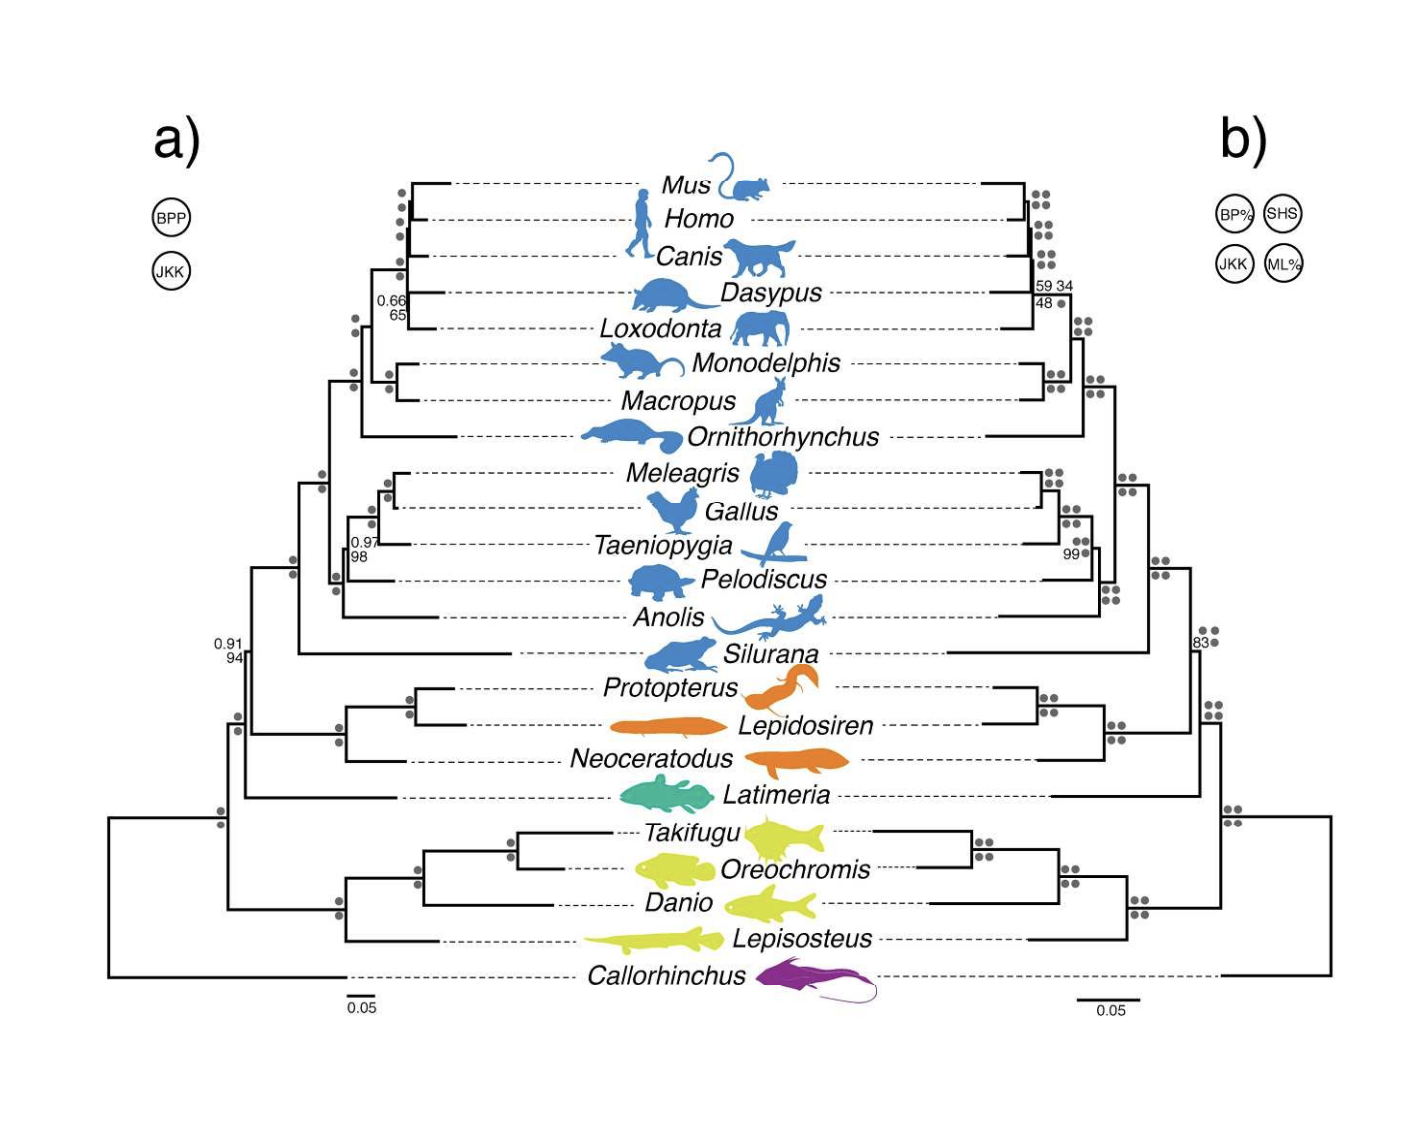 a)
b)
BPP
JKK
BP% SHS
JKK ML%
Mus
Homo
Canis
Dasypus
59 34
0.66
48
65
Loxodonta
Monodelphis
Macropus
Ornithorhynchus
Meleagris
Gallus
0.97
Taeniopygia
98
99
Pelodiscus
Anolis
0.91
83
94
Silurana
Protopterus
Lepidosiren
Neoceratodus
Latimeria
Takifugu
Oreochromis
Danio
Lepisosteus
Callorhinchus
0.05
0.05